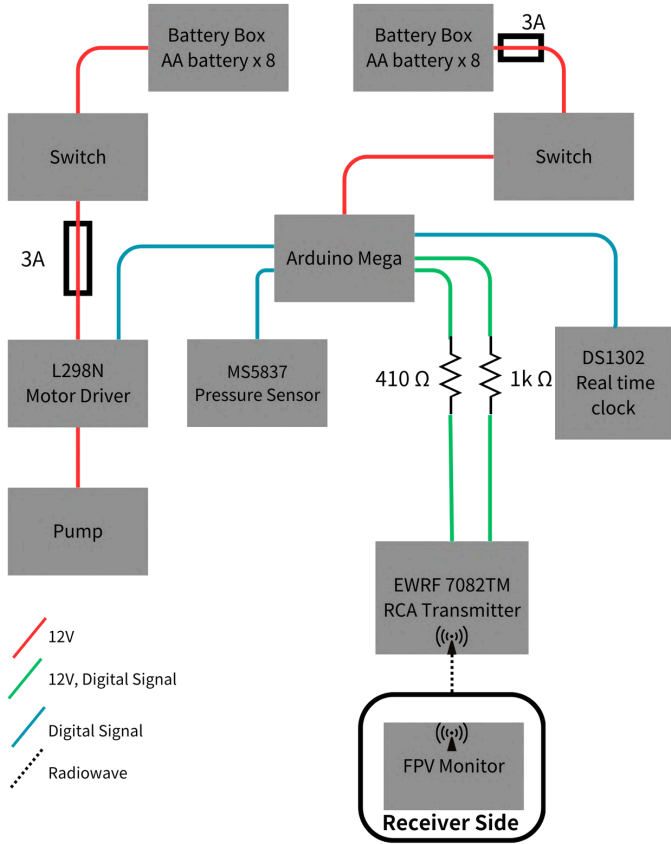 Battery Box
AA battery x 8
Battery Box
AA battery x 8
3A
Switch
Switch
3A
Arduino Mega
L298N
Motor Driver
MS5837
Pressure Sensor
410 Ω
1k Ω
DS1302
Real time
clock
Pump
EWRF 7082TM
RCA Transmitter
12V
12V, Digital Signal
Digital Signal
Radiowave
FPV Monitor
Receiver Side